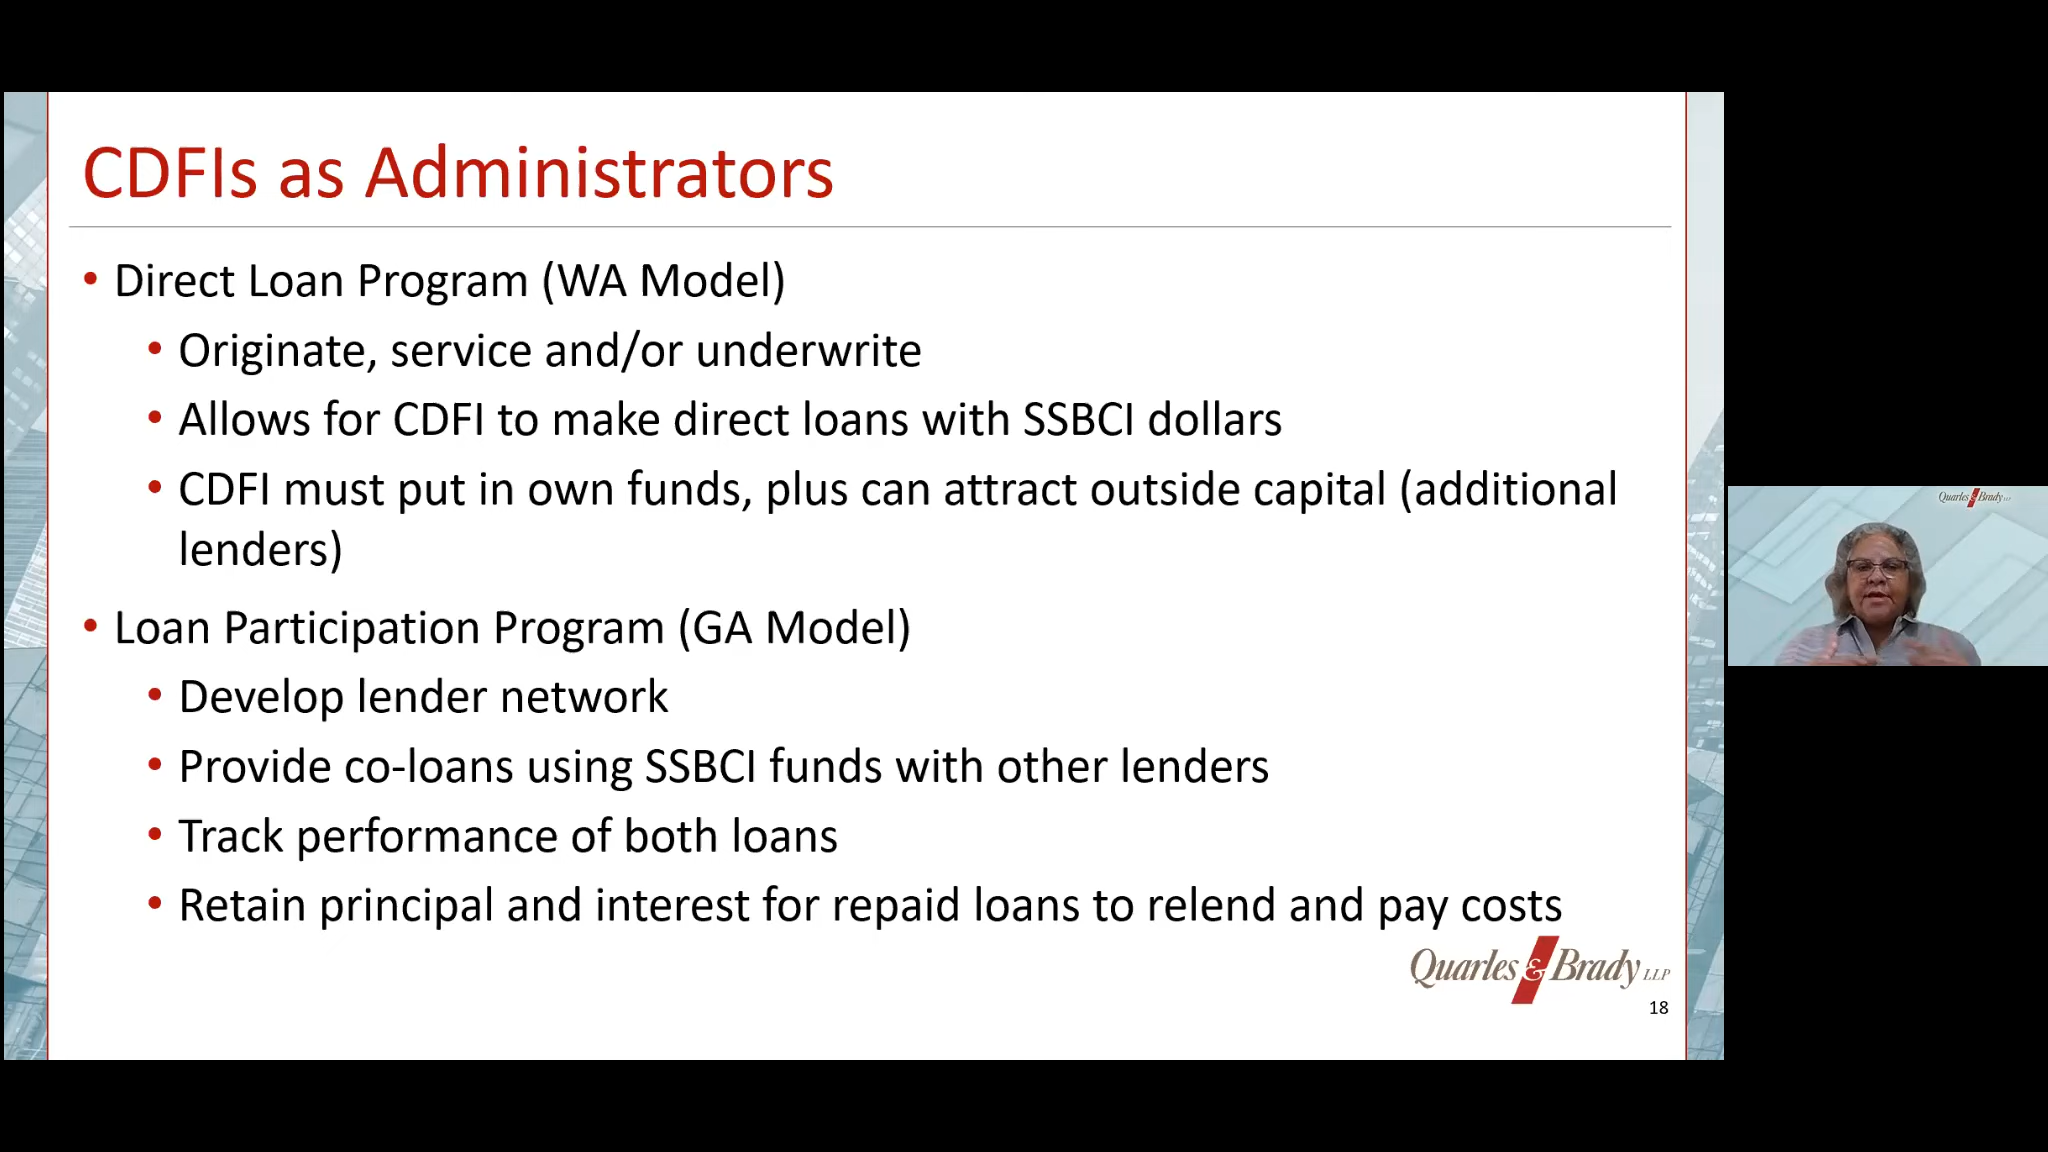 CDFIs as Administrators
• Direct Loan Program (WA Model)
• Originate, service and/or underwrite
• Allows for CDFI to make direct loans with SSBCI dollars
• CDFI must put in own funds, plus can attract outside capital (additional
lenders)
• Loan Participation Program (GA Model)
• Develop lender network
• Provide co-loans using SSBCI funds with other lenders
• Track performance of both loans
• Retain principal and interest for repaid loans to relend and pay costs
Quarles & Brady LLP
18
Quarles & Brady LLP